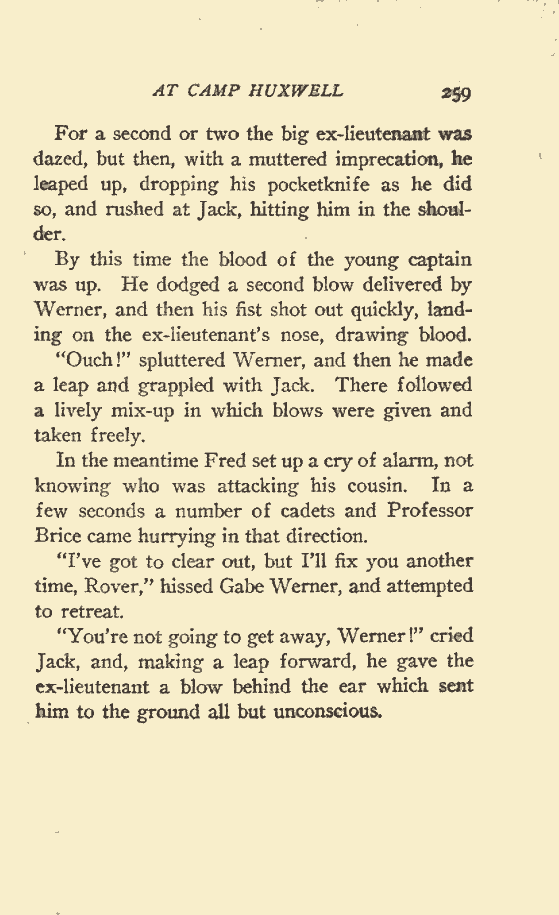 AT CAMP HUXWELL 259
For a second or two the big ex-lieutenant was
dazed, but then, with a muttered imprecation, he
leaped up, dropping his pocketknife as he did
so, and rushed at Jack, hitting him in the shoul-
der.
By this time the blood of the young captain
was up. He dodged a second blow delivered by
Werner, and then his fist shot out quickly, land-
ing on the ex-lieutenant's nose, drawing blood.
"Ouch!" spluttered Werner, and then he made
a leap and grappled with Jack. There followed
a lively mix-up in which blows were given and
taken freely.
In the meantime Fred set up a cry of alarm, not
knowing who was attacking his cousin. In a
few seconds a number of cadets and Professor
Brice came hurrying in that direction.
"I've got to clear out, but I'll fix you another
time, Rover," hissed Gabe Werner, and attempted
to retreat.
"You're not going to get away, Werner!" cried
Jack, and, making a leap forward, he gave the
ex-lieutenant a blow behind the ear which sent
him to the ground all but unconscious.